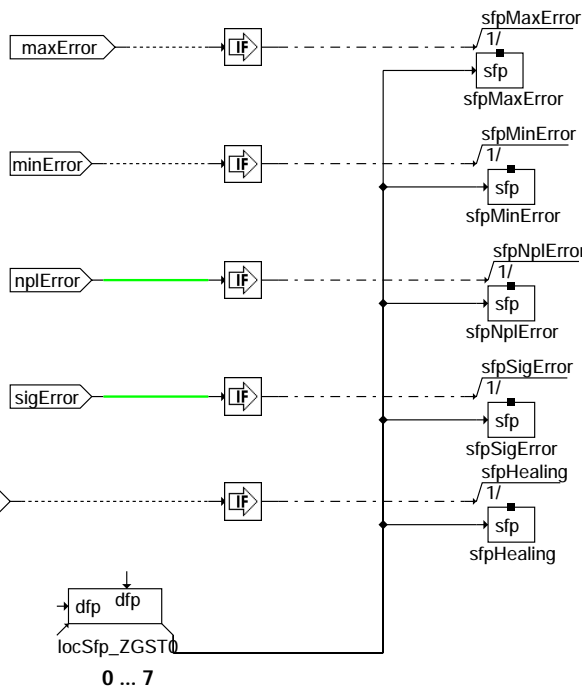 sfpMaxError
maxError IF 1/
sfp
sfpMaxError
sfpMinError
minError IF 1/
sfp
sfpMinError
sfpNplError
nplError IF 1/
sfp
sfpNplError
sfpSigError
sigError IF 1/
sfp
sfpSigError
sfpHealing
IF 1/
sfp
sfpHealing
dfp dfp
locSfp_ZGST0
0 ... 7